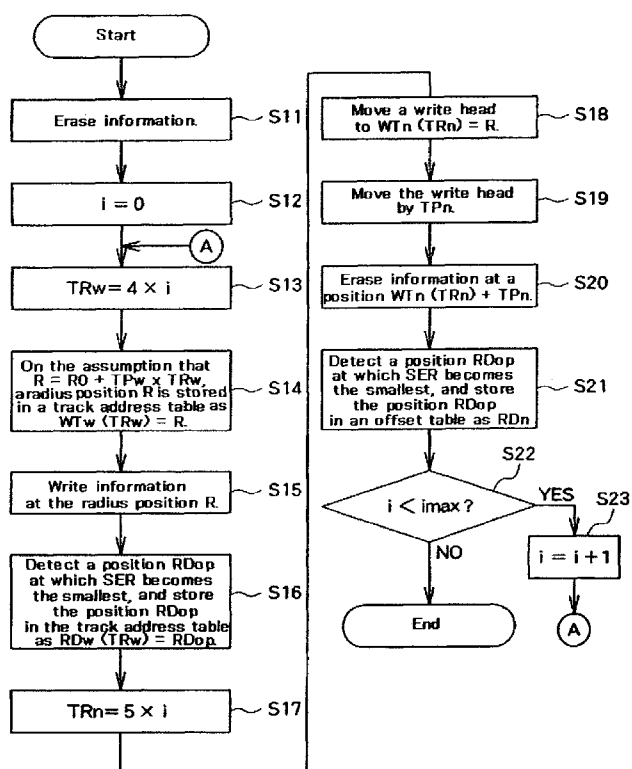 Start
Erase information.
S11
i = 0
S12
A
TRw = 4 × i
S13
On the assumption that
R = R0 + TPw x TRw,
aradius position R is stored
in a track address table as
WTw (TRw) = R.
S14
Write information
at the radius position R.
S15
Detect a position RDop
at which SER becomes
the smallest, and store
the position RDop
in the track address table
as RDw (TRw) = RDop.
S16
TRn = 5 × i
S17
Move a write head
to WTn (TRn) = R.
S18
Move the write head
by TPn.
S19
Erase information at a
position WTn (TRn) + TPn.
S20
Detect a position RDop
at which SER becomes
the smallest, and store
the position RDop
in an offset table as RDn
S21
S22
i < imax ?
YES
NO
S23
i = i+1
A
End